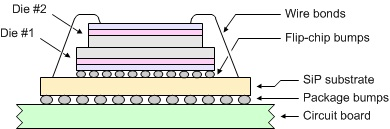 Die #2
Wire bonds
Die #1
Flip-chip bumps
SiP substrate
Package bumps
Circuit board